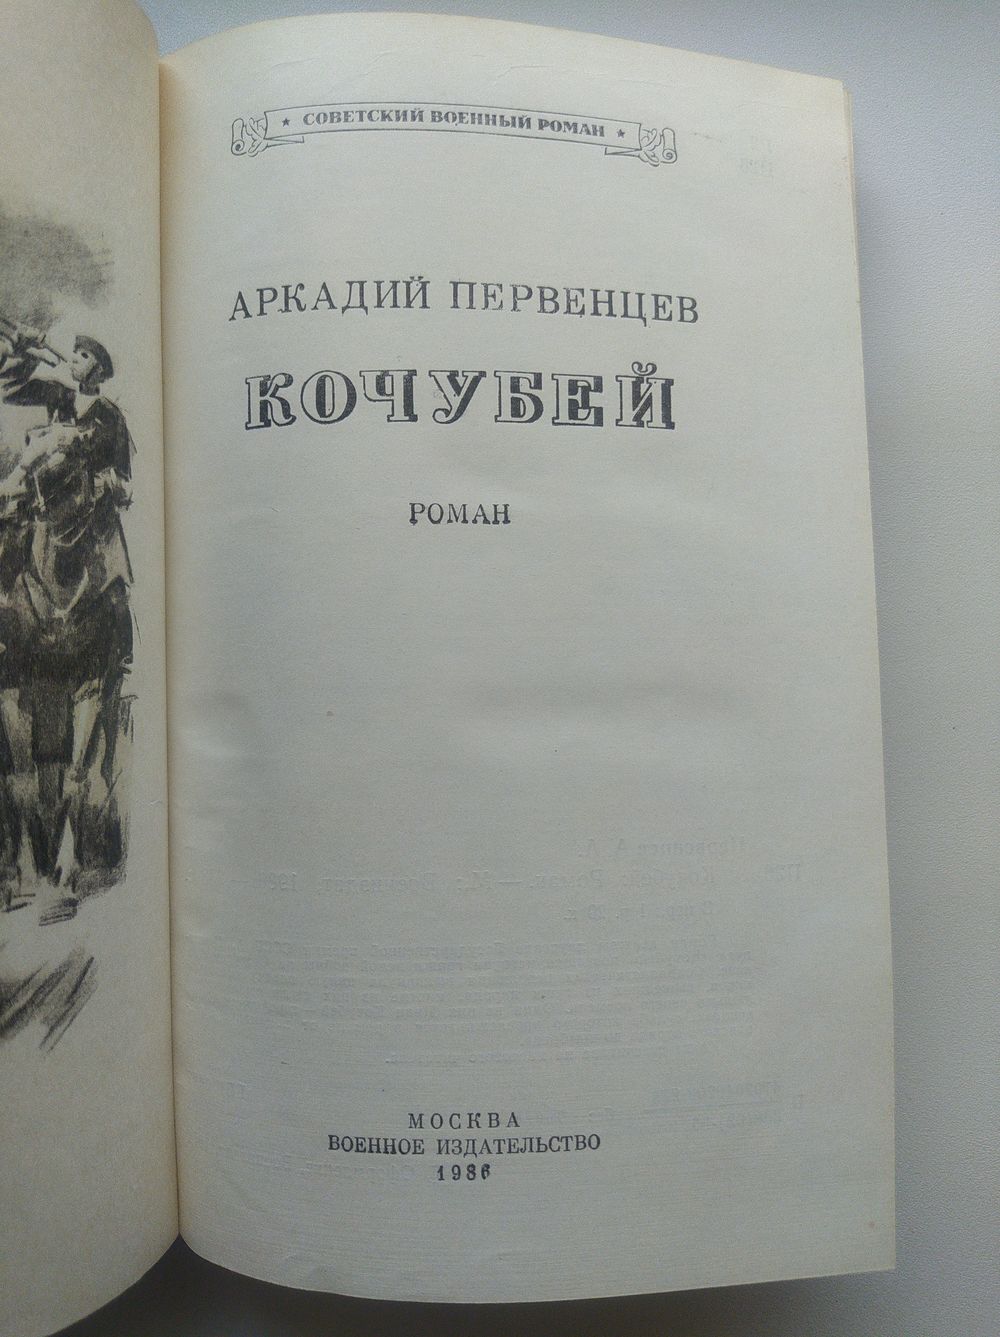 ★ СОВЕТСКИЙ ВОЕННЫЙ РОМАН ★
АРКАДИЙ ПЕРВЕНЦЕВ
КОЧУБЕЙ
РОМАН
МОСКВА
ВОЕННОЕ ИЗДАТЕЛЬСТВО
1986